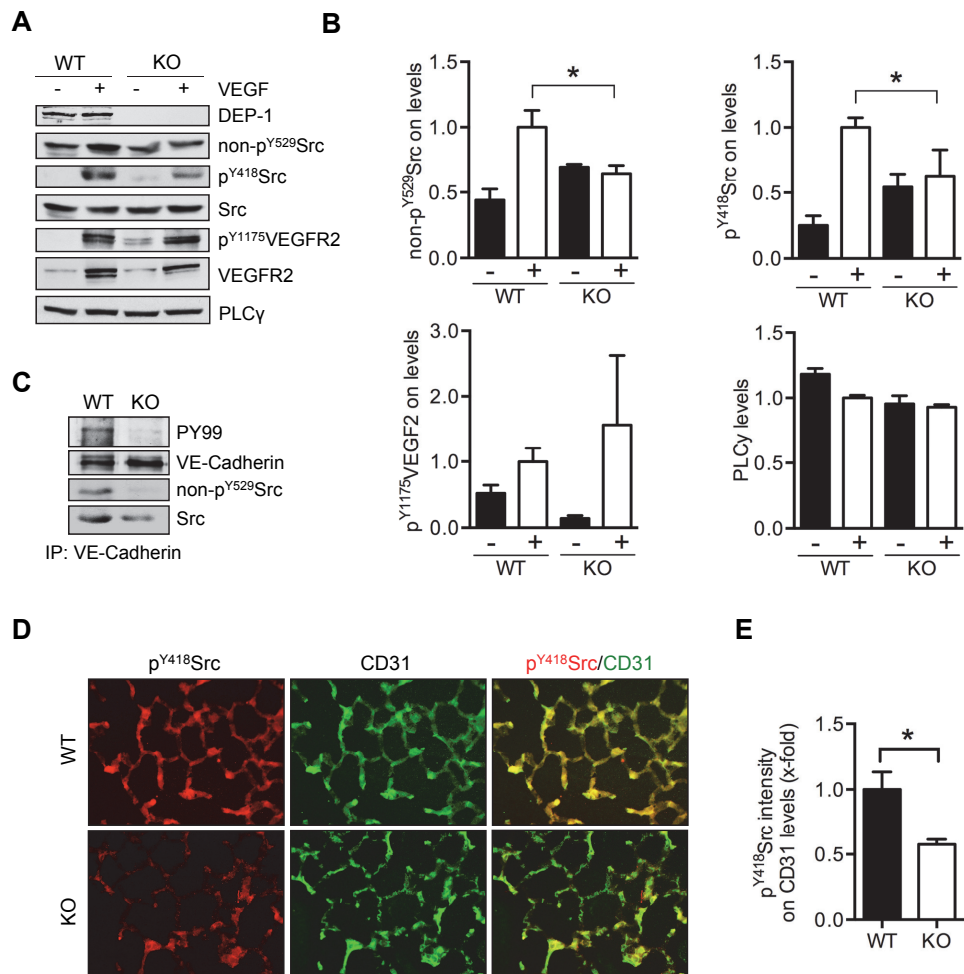 A
WT KO
- + - + VEGF
DEP-1
non-pY529Src
pY418Src
Src
pY1175VEGFR2
VEGFR2
PLCγ
B
non-pY529Src on levels
1.5
1.0
0.5
0.0
*
- + - +
WT KO
pY418Src on levels
1.5
1.0
0.5
0.0
*
- + - +
WT KO
pY1175VEGF2 on levels
3.0
2.0
1.0
0.0
- + - +
WT KO
PLCy levels
1.5
1.0
0.5
0.0
- + - +
WT KO
C
WT KO
PY99
VE-Cadherin
non-pY529Src
Src
IP: VE-Cadherin
D
pY418Src CD31 pY418Src/CD31
WT
KO
E
pY418Src intensity
on CD31 levels (x-fold)
1.5
1.0
0.5
0.0
*
WT KO